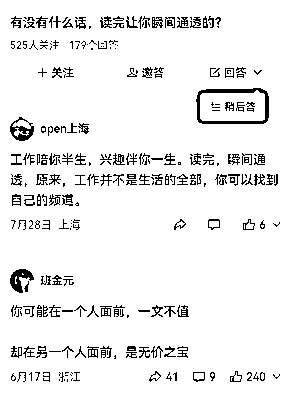 有没有什么话，读完让你瞬间通透的？
525人关注 179个回答
关注 邀答 回答
稍后答
open上海
工作陪你半生，兴趣伴你一生。读完，瞬间通
透，原来，工作并不是生活的全部，你可以找到
自己的频道。
7月28日 上海 6
班金元
你可能在一个人面前，一文不值
却在另一个人面前，是无价之宝
6月17日 浙江 41 9 240